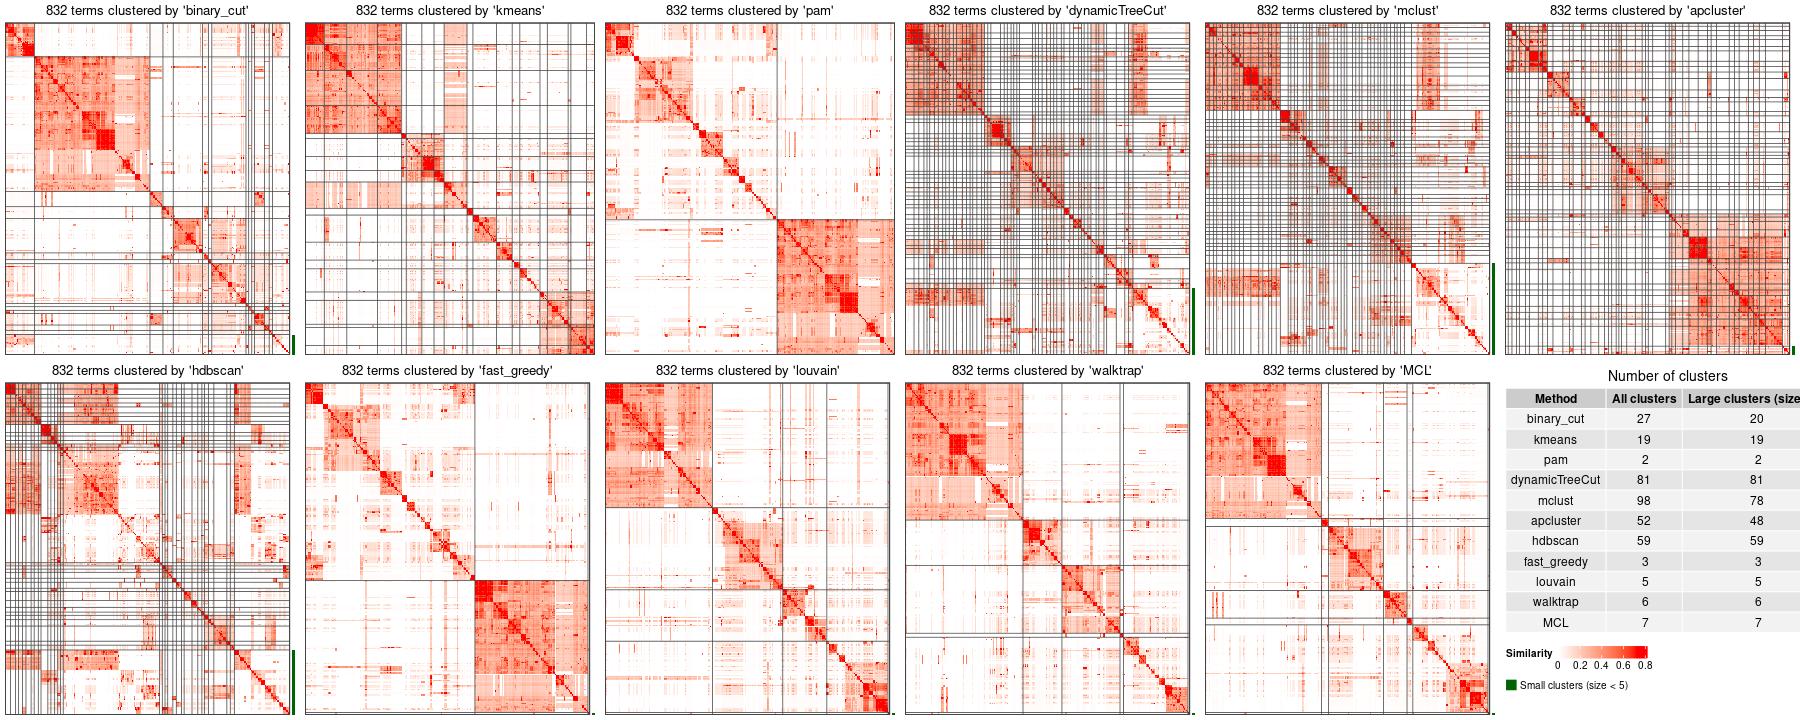 832 terms clustered by 'binary_cut'
832 terms clustered by 'kmeans'
832 terms clustered by 'pam'
832 terms clustered by 'dynamicTreeCut'
832 terms clustered by 'mclust'
832 terms clustered by 'apcluster'
832 terms clustered by 'hdbscan'
832 terms clustered by 'fast_greedy'
832 terms clustered by 'louvain'
832 terms clustered by 'walktrap'
832 terms clustered by 'MCL'
Number of clusters
Method All clusters Large clusters (size
binary_cut 27 20
kmeans 19 19
pam 2 2
dynamicTreeCut 81 81
mclust 98 78
apcluster 52 48
hdbscan 59 59
fast_greedy 3 3
louvain 5 5
walktrap 6 6
MCL 7 7
Similarity
0 0.2 0.4 0.6 0.8
Small clusters (size < 5)